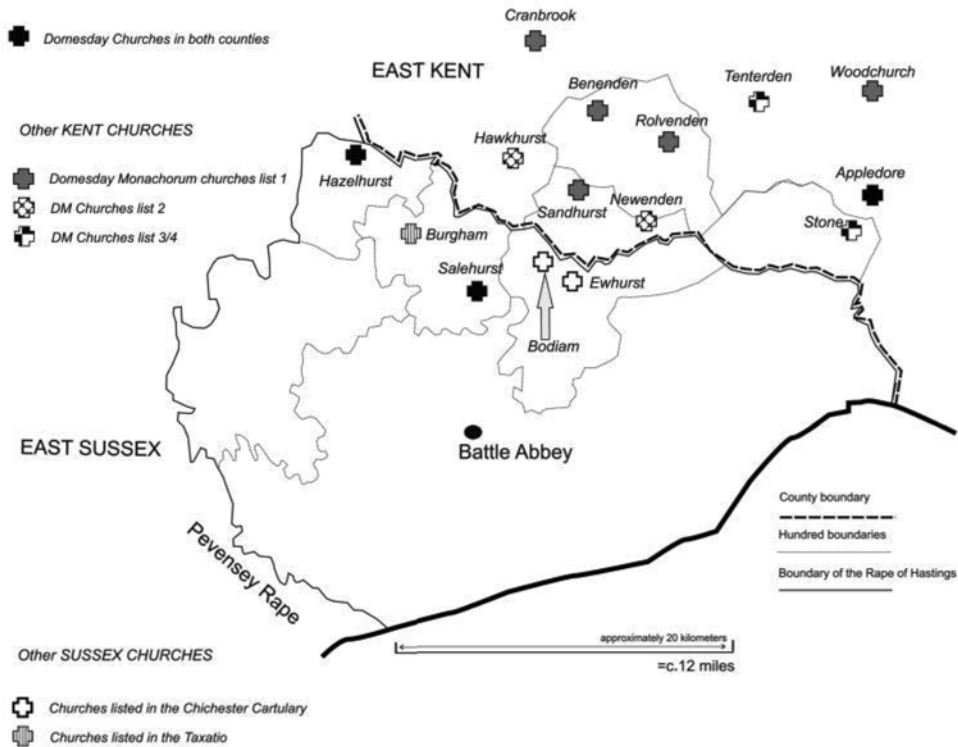 Cranbrook
Domesday Churches in both counties
EAST KENT
Tenterden
Woodchurch
Benenden
Other KENT CHURCHES
Hawkhurst
Rolvenden
Domesday Monachorum churches list 1
Hazelhurst
Appledore
DM Churches list 2
Sandhurst
Newenden
DM Churches list 3/4
Burgham
Stone
Salehurst
Ewhurst
Bodiam
EAST SUSSEX
Battle Abbey
County boundary
Hundred boundaries
Pevensey Rape
Boundary of the Rape of Hastings
approximately 20 kilometers
=c.12 miles
Other SUSSEX CHURCHES
Churches listed in the Chichester Cartulary
Churches listed in the Taxatio